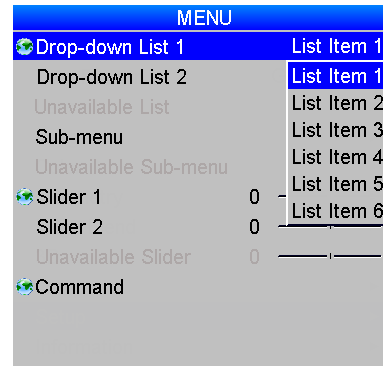 MENU
Drop-down List 1 List Item 1
Drop-down List 2 List Item 1
Unavailable List List Item 2
Sub-menu List Item 3
Unavailable Sub-menu List Item 4
Slider 1 0 List Item 5
Slider 2 0 List Item 6
Unavailable Slider 0
Command